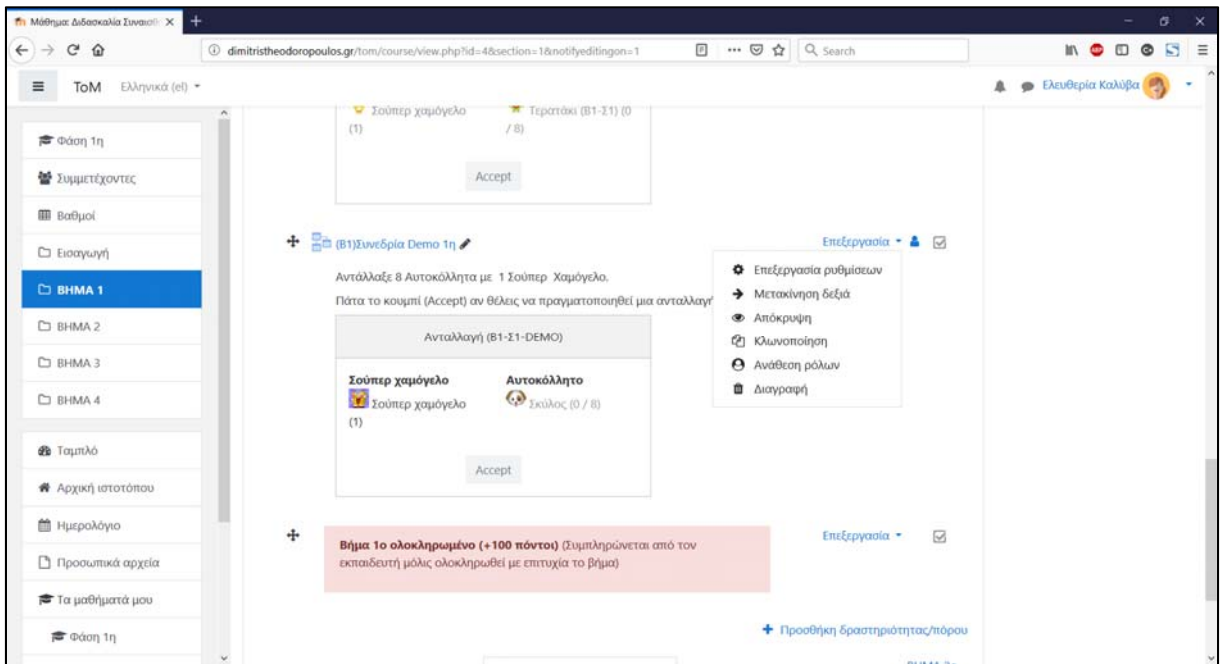 Μάθημα: Διδασκαλία Συναισθ
dimitristheodoropoulos.gr/tom/course/view.php?id=4&section=1&notifyeditingon=1
Search
ToM Ελληνικά (el)
Ελευθερία Καλύβα
Φάση 1η
Συμμετέχοντες
Βαθμοί
Εισαγωγή
ΒΗΜΑ 1
ΒΗΜΑ 2
ΒΗΜΑ 3
ΒΗΜΑ 4
Ταμπλό
Αρχική ιστοτόπου
Ημερολόγιο
Προσωπικά αρχεία
Τα μαθήματά μου
Φάση 1η
Σούπερ χαμόγελο
(1)
Τερατάκι (Β1-Σ1) (0
/ 8)
Accept
(Β1)Συνεδρία Demo 1η
Επεξεργασία
Αντάλλαξε 8 Αυτοκόλλητα με 1 Σούπερ Χαμόγελο.
Πάτα το κουμπί (Accept) αν θέλεις να πραγματοποιηθεί μια ανταλλαγή
Επεξεργασία ρυθμίσεων
Μετακίνηση δεξιά
Απόκρυψη
Κλωνοποίηση
Ανάθεση ρόλων
Διαγραφή
Ανταλλαγή (Β1-Σ1-DEMO)
Σούπερ χαμόγελο
Σούπερ χαμόγελο
(1)
Αυτοκόλλητο
Σκύλος (0 / 8)
Accept
Βήμα 1ο ολοκληρωμένο (+100 πόντοι) (Συμπληρώνεται από τον
εκπαιδευτή μόλις ολοκληρωθεί με επιτυχία το βήμα)
Επεξεργασία
Προσθήκη δραστηριότητας/πόρου